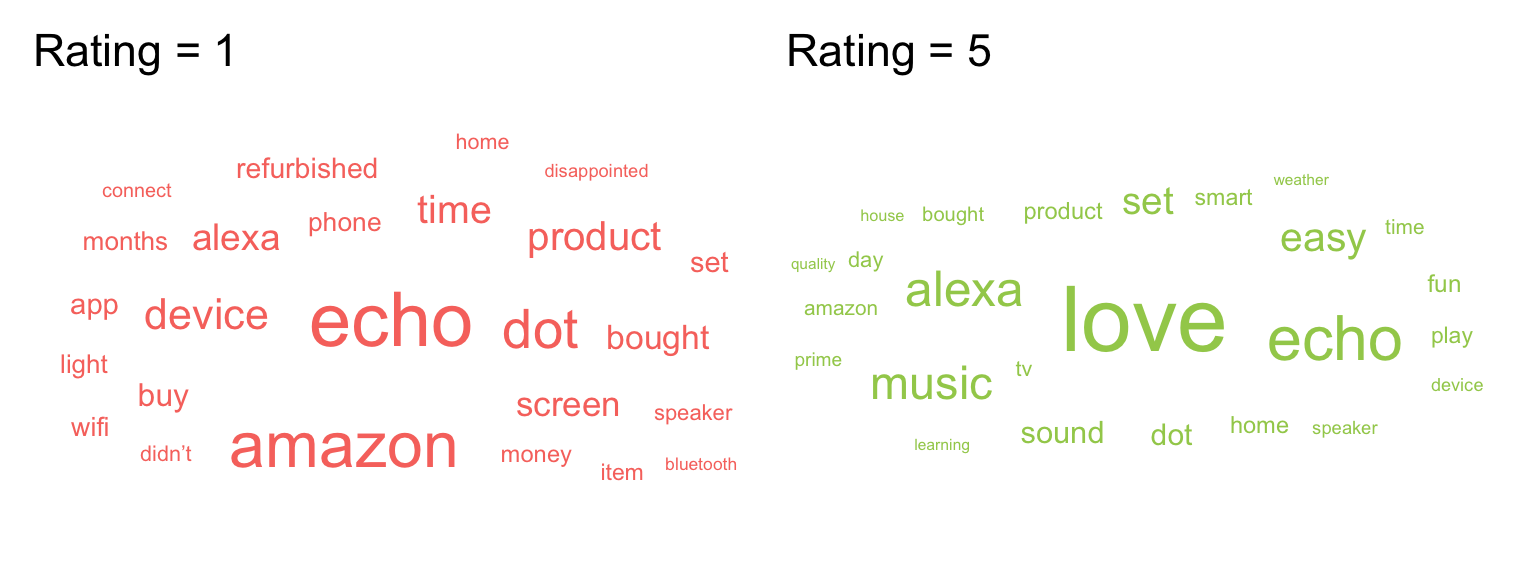 Rating = 1
home
refurbished
disappointed
connect
time
phone
months
alexa
product
set
app
device
echo
dot
bought
light
buy
screen
speaker
wifi
didn’t
amazon
money
item
bluetooth
Rating = 5
weather
house
bought
product
set
smart
easy
time
quality
day
alexa
love
fun
amazon
echo
play
prime
music
tv
device
learning
sound
dot
home
speaker